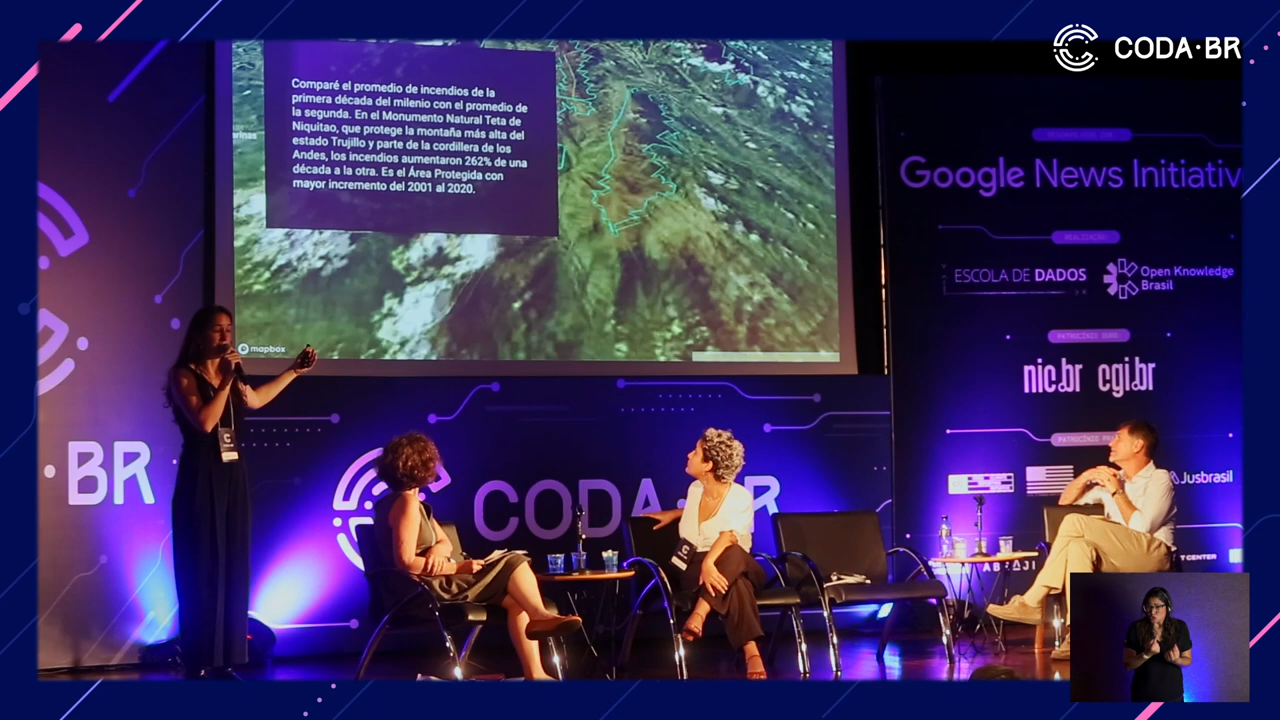 CODA·BR
Comparé el promedio de incendios de la
primera década del milenio con el promedio de
la segunda. En el Monumento Natural Teta de
Niquitao, que protege la montaña más alta del
estado Trujillo y parte de la cordillera de los
Andes, los incendios aumentaron 262% de una
década a la otra. Es el Área Protegida con
mayor incremento del 2001 al 2020.
mapbox
Google News Initiativ
REALIZAÇÃO
ESCOLA DE DADOS
Open Knowledge
Brasil
nic.br cgi.br
Jusbrasil
·BR
CODA·BR
ABRAJI
T CENTER